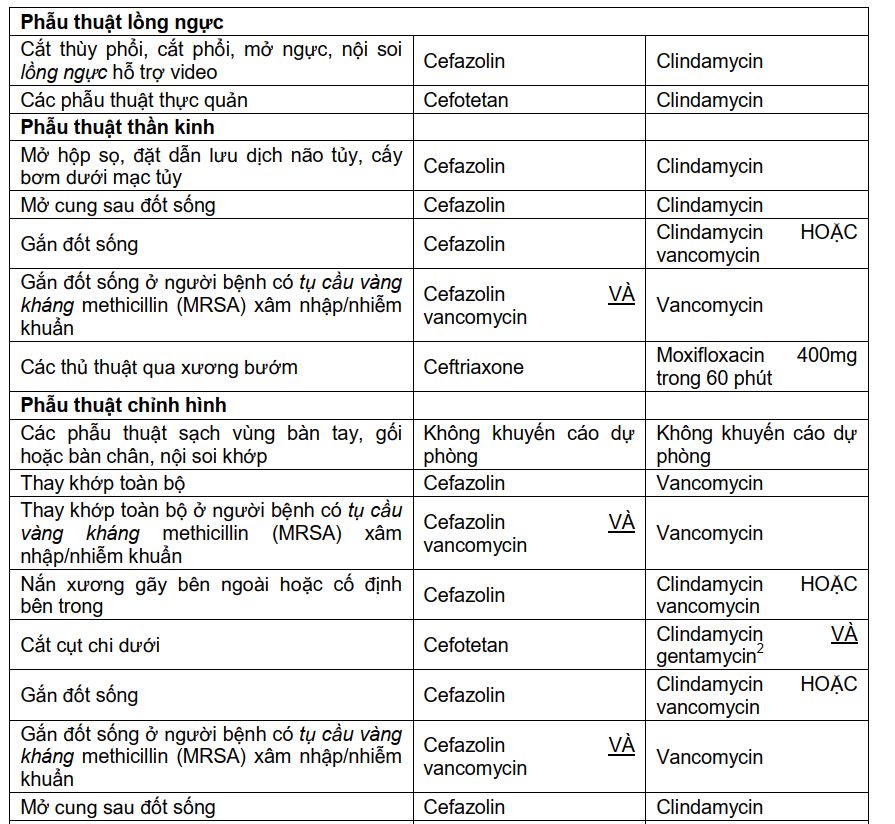 Phẫu thuật lồng ngực
Cắt thùy phổi, cắt phổi, mở ngực, nội soi
lồng ngực hỗ trợ video
Cefazolin
Clindamycin
Các phẫu thuật thực quản
Cefotetan
Clindamycin
Phẫu thuật thần kinh
Mở hộp sọ, đặt dẫn lưu dịch não tủy, cấy
bơm dưới mạc tủy
Cefazolin
Clindamycin
Mở cung sau đốt sống
Cefazolin
Clindamycin
Gắn đốt sống
Cefazolin
Clindamycin HOẶC
vancomycin
Gắn đốt sống ở người bệnh có tụ cầu vàng
kháng methicillin (MRSA) xâm nhập/nhiễm
khuẩn
Cefazolin VÀ
vancomycin
Vancomycin
Các thủ thuật qua xương bướm
Ceftriaxone
Moxifloxacin 400mg
trong 60 phút
Phẫu thuật chỉnh hình
Các phẫu thuật sạch vùng bàn tay, gối
hoặc bàn chân, nội soi khớp
Không khuyến cáo dự
phòng
Không khuyến cáo dự
phòng
Thay khớp toàn bộ
Cefazolin
Vancomycin
Thay khớp toàn bộ ở người bệnh có tụ cầu
vàng kháng methicillin (MRSA) xâm
nhập/nhiễm khuẩn
Cefazolin VÀ
vancomycin
Vancomycin
Nắn xương gãy bên ngoài hoặc cố định
bên trong
Cefazolin
Clindamycin HOẶC
vancomycin
Cắt cụt chi dưới
Cefotetan
Clindamycin VÀ
gentamycin²
Gắn đốt sống
Cefazolin
Clindamycin HOẶC
vancomycin
Gắn đốt sống ở người bệnh có tụ cầu vàng
kháng methicillin (MRSA) xâm nhập/nhiễm
khuẩn
Cefazolin VÀ
vancomycin
Vancomycin
Mở cung sau đốt sống
Cefazolin
Clindamycin